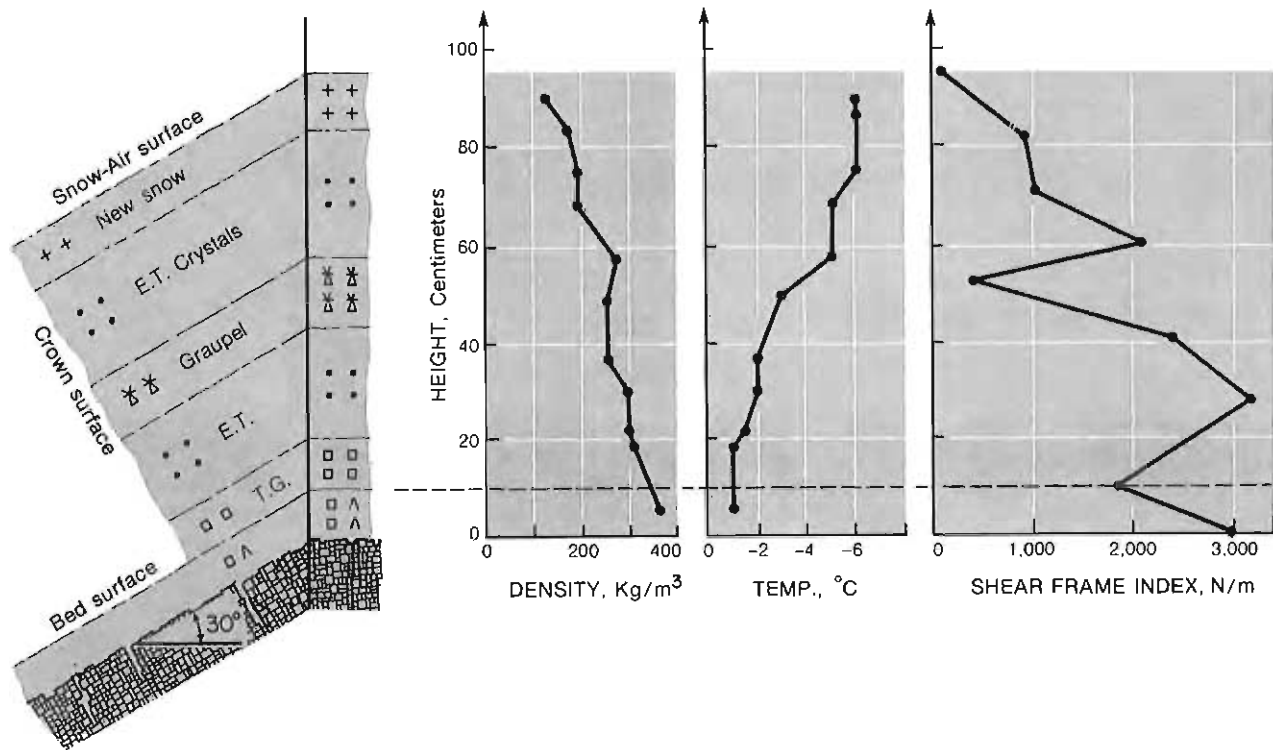 Snow-Air surface
+ + New snow
E.T. Crystals
Graupel
E.T.
T.G.
Crown surface
Bed surface
30°
HEIGHT, Centimeters
100
80
60
40
20
0
0 200 400
DENSITY, Kg/m³
0 -2 -4 -6
TEMP., °C
0 1,000 2,000 3,000
SHEAR FRAME INDEX, N/m